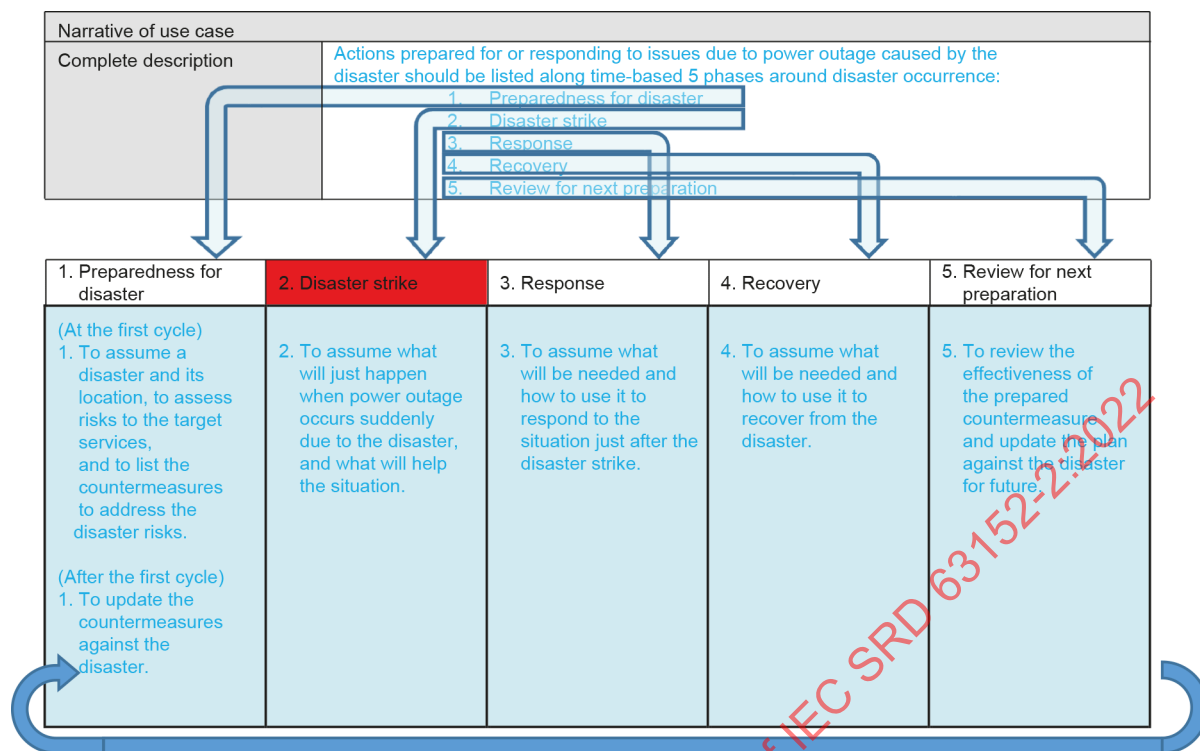 Narrative of use case
Complete description
Actions prepared for or responding to issues due to power outage caused by the
disaster should be listed along time-based 5 phases around disaster occurrence:
1. Preparedness for disaster
2. Disaster strike
3. Response
4. Recovery
5. Review for next preparation
1. Preparedness for
disaster
2. Disaster strike
3. Response
4. Recovery
5. Review for next
preparation
(At the first cycle)
1. To assume a
disaster and its
location, to assess
risks to the target
services,
and to list the
countermeasures
to address the
disaster risks.
(After the first cycle)
1. To update the
countermeasures
against the
disaster.
2. To assume what
will just happen
when power outage
occurs suddenly
due to the disaster,
and what will help
the situation.
3. To assume what
will be needed and
how to use it to
respond to the
situation just after the
disaster strike.
4. To assume what
will be needed and
how to use it to
recover from the
disaster.
5. To review the
effectiveness of
the prepared
countermeasure
and update the plan
against the disaster
for future.
IEC SRD 63152-2:2022